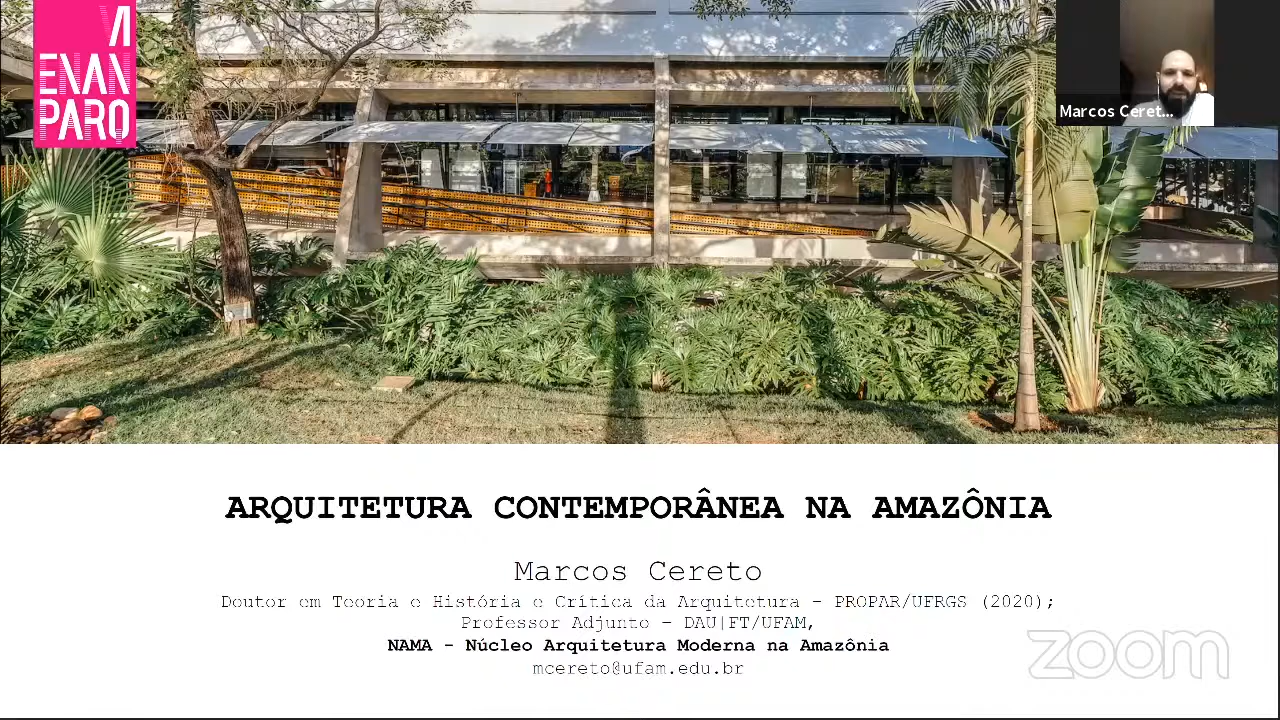 VI
ENAN
PARQ
Marcos Ceret...
ARQUITETURA CONTEMPORÂNEA NA AMAZÔNIA
Marcos Cereto
Doutor em Teoria e História e Crítica da Arquitetura – PROPAR/UFRGS (2020);
Professor Adjunto – DAU|FT/UFAM,
NAMA - Núcleo Arquitetura Moderna na Amazônia
mcereto@ufam.edu.br
zoom